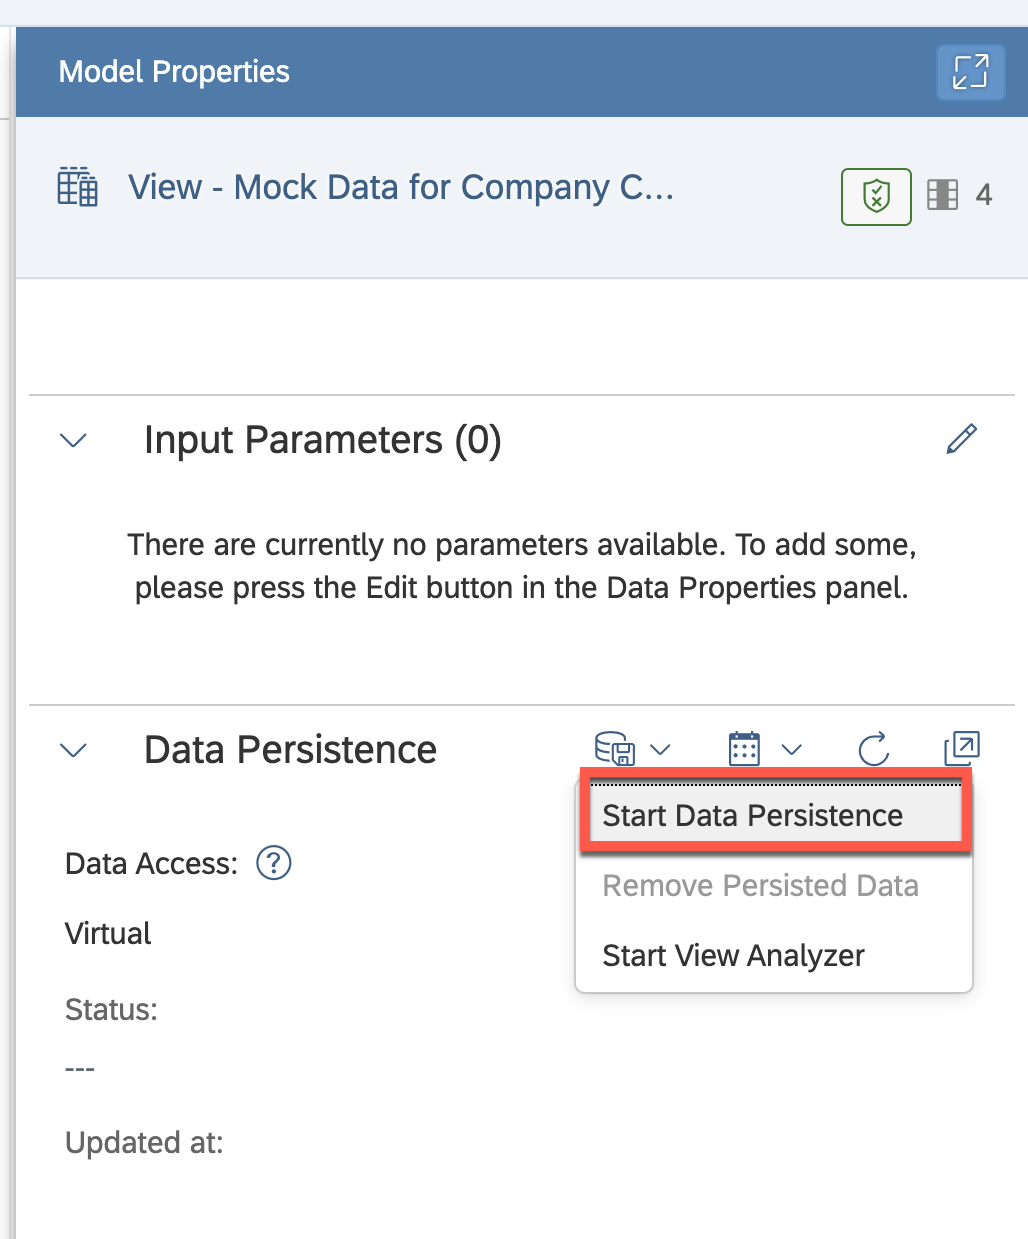 Model Properties
View - Mock Data for Company C...
4
Input Parameters (0)
There are currently no parameters available. To add some,
please press the Edit button in the Data Properties panel.
Data Persistence
Start Data Persistence
Data Access: ?
Remove Persisted Data
Virtual
Start View Analyzer
Status:
---
Updated at: